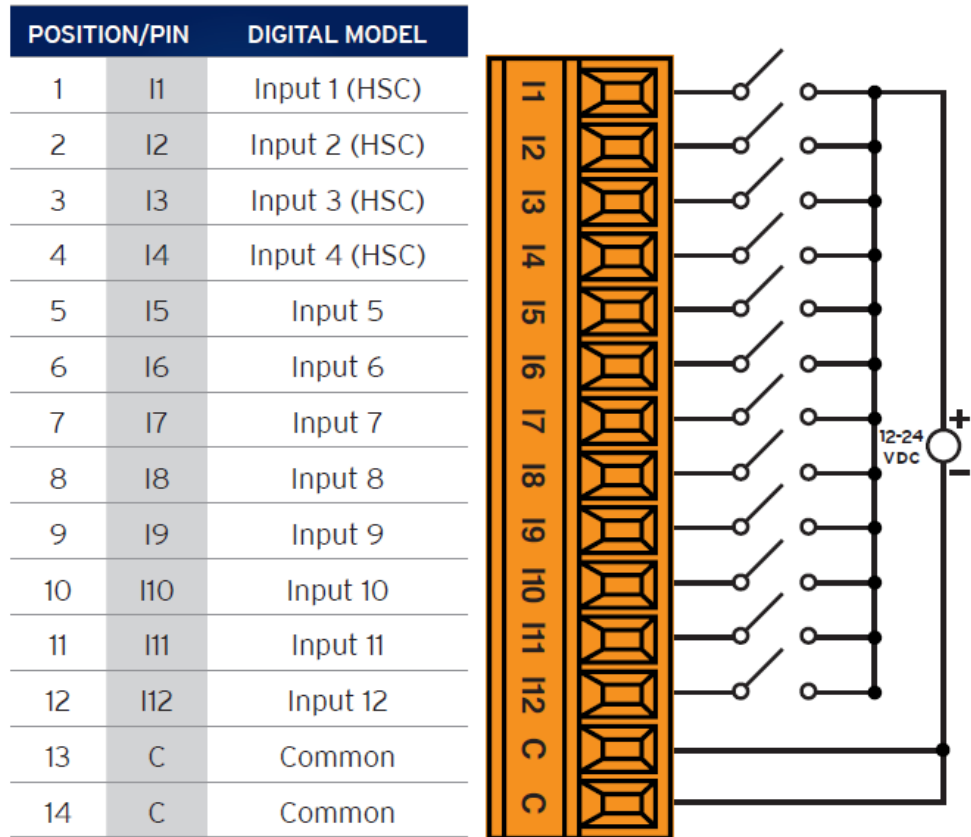 POSITION/PIN DIGITAL MODEL
1 I1 Input 1 (HSC)
2 I2 Input 2 (HSC)
3 I3 Input 3 (HSC)
4 I4 Input 4 (HSC)
5 I5 Input 5
6 I6 Input 6
7 I7 Input 7
8 I8 Input 8
9 I9 Input 9
10 I10 Input 10
11 I11 Input 11
12 I12 Input 12
13 C Common
14 C Common
I1
I2
I3
I4
I5
I6
I7
I8
I9
I10
I11
I12
C
C
+
12-24
VDC
−